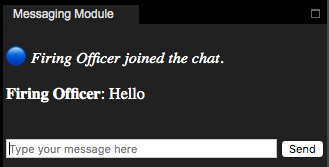 Messaging Module
Firing Officer joined the chat.
Firing Officer: Hello
Type your message here
Send